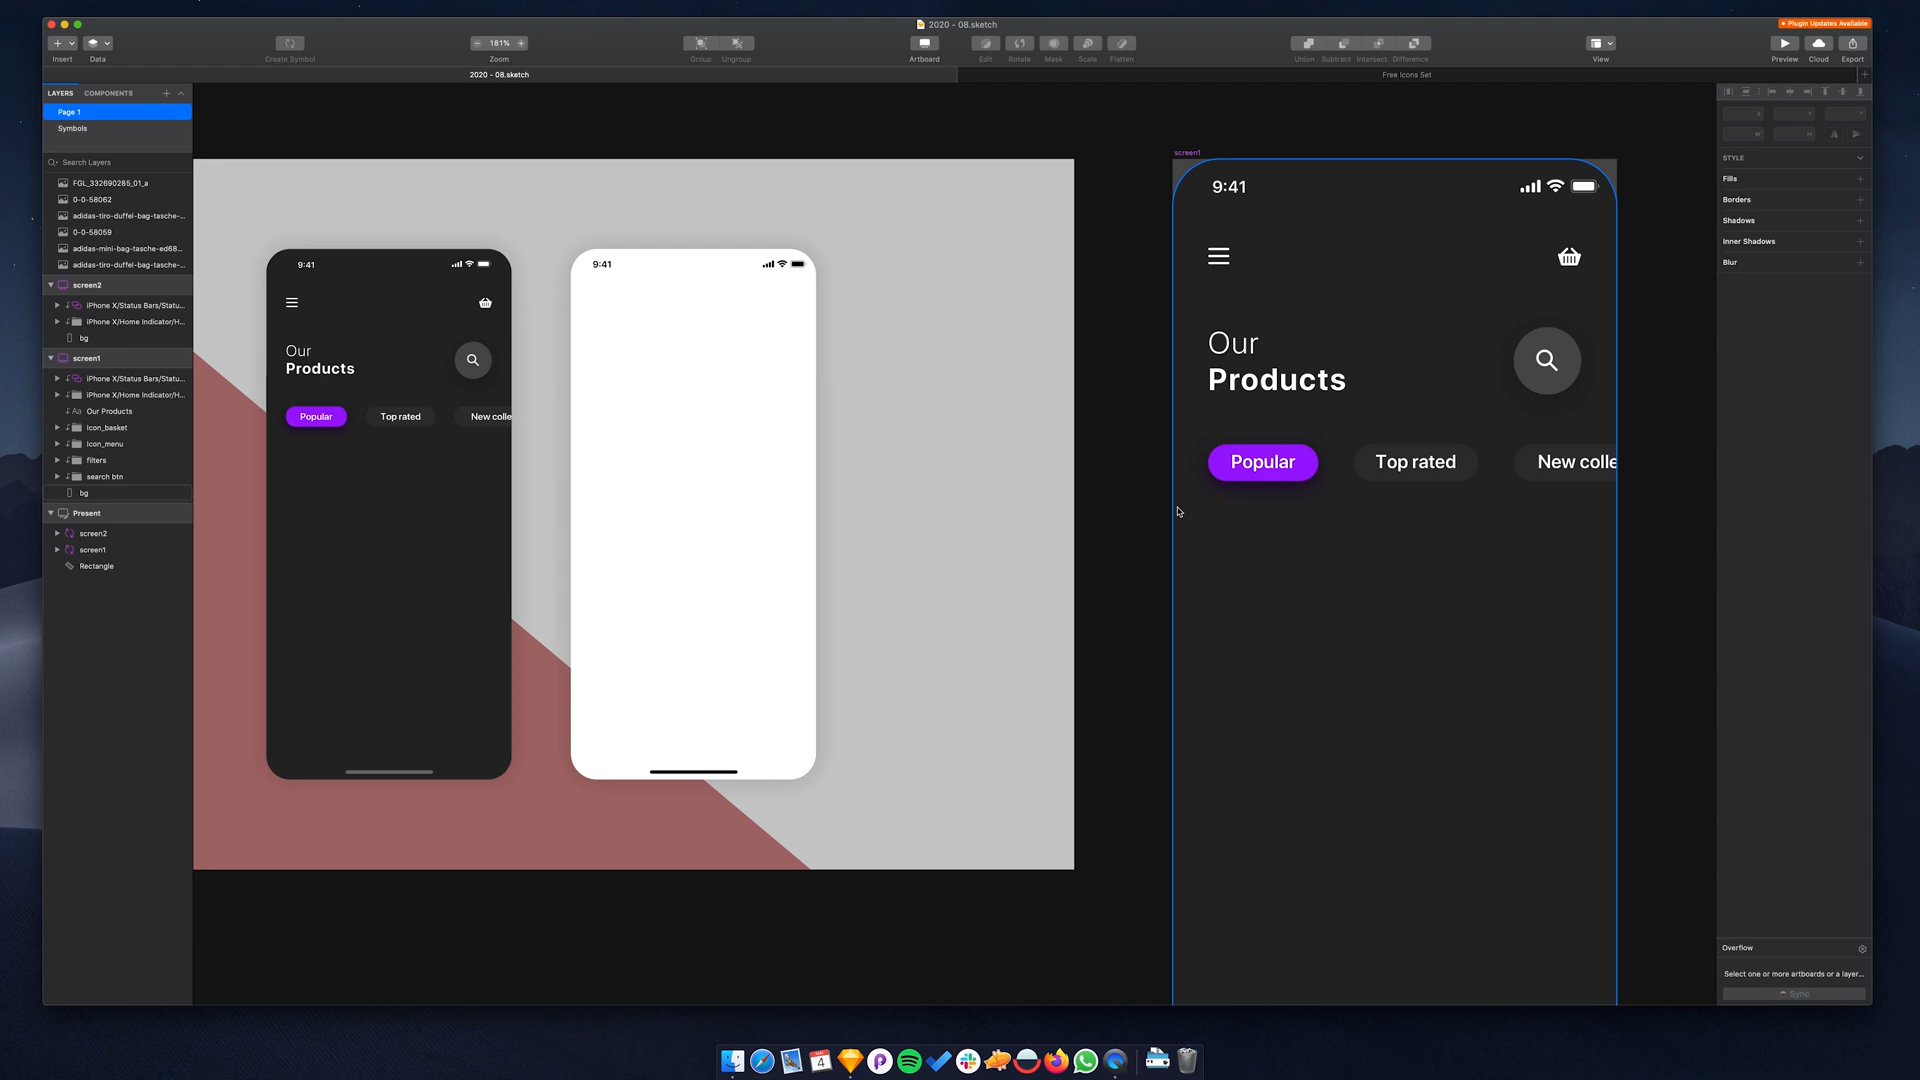 2020 - 08.sketch
Plugin Updates Available
181%
Insert
Data
Create Symbol
Zoom
Group
Ungroup
Artboard
Edit
Rotate
Mask
Scale
Flatten
Union
Subtract
Intersect
Difference
View
Preview
Cloud
Export
2020 - 08.sketch
Free Icons Set
LAYERS
COMPONENTS
Page 1
Symbols
Search Layers
FGL_332690285_01_a
0-0-58062
adidas-tiro-duffel-bag-tasche-...
0-0-58059
adidas-mini-bag-tasche-ed68...
adidas-tiro-duffel-bag-tasche-...
screen2
iPhone X/Status Bars/Statu...
iPhone X/Home Indicator/H...
bg
screen1
iPhone X/Status Bars/Statu...
iPhone X/Home Indicator/H...
Aa Our Products
Icon_basket
Icon_menu
filters
search btn
bg
Present
screen2
screen1
Rectangle
9:41
Our
Products
Popular
Top rated
New colle
9:41
screen1
9:41
Our
Products
Popular
Top rated
New colle
X
Y
W
H
STYLE
Fills
Borders
Shadows
Inner Shadows
Blur
Overflow
Select one or more artboards or a layer...
Sync
4